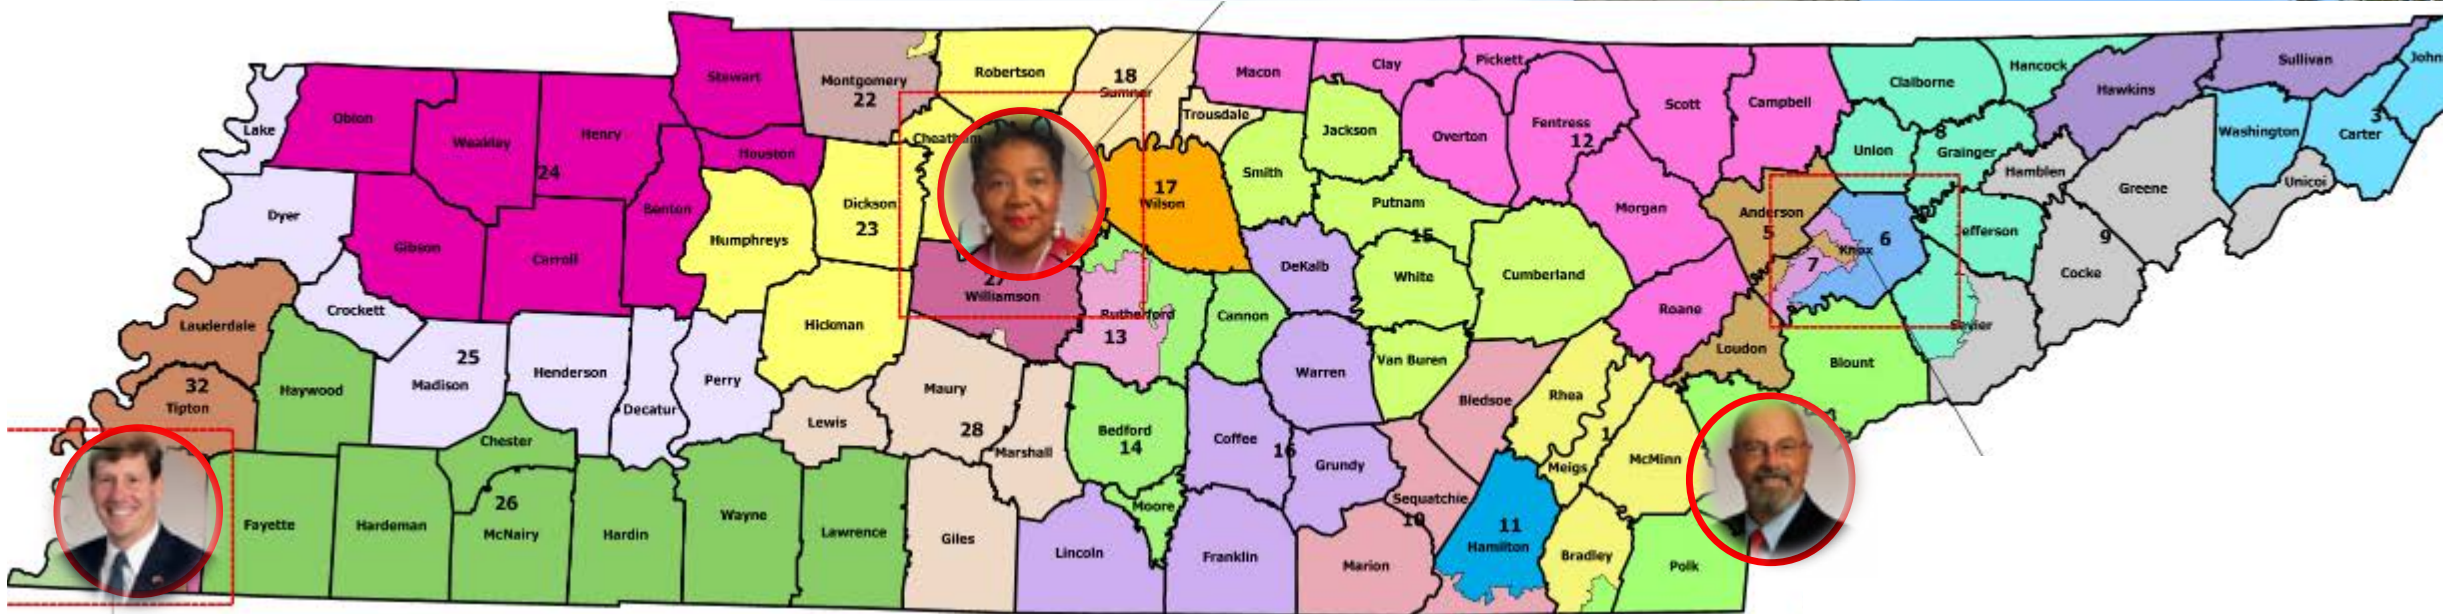 Stewart
Montgomery
22
Robertson
18
Sumner
Macon
Clay
Pickett
Scott
Campbell
Claiborne
Hancock
Hawkins
Sullivan
John
Lake
Obion
Weakley
Henry
Houston
24
Cheatham
Trousdale
Jackson
Overton
Fentress
12
Union
8
Grainger
Hamblen
Greene
Washington
3
Carter
Unicoi
Dyer
Gibson
Carroll
Benton
Humphreys
Dickson
23
17
Wilson
Smith
Putnam
15
Morgan
Anderson
5
Knox
6
7
Jefferson
9
Cocke
Lauderdale
Crockett
25
Madison
Henderson
Decatur
Perry
Hickman
27
Williamson
Rutherford
13
Cannon
DeKalb
White
Cumberland
Roane
Loudon
Blount
Sevier
32
Tipton
Haywood
Chester
Lewis
Maury
28
Marshall
Bedford
14
Coffee
16
Warren
Grundy
Van Buren
Bledsoe
Rhea
1
Meigs
McMinn
Fayette
Hardeman
26
McNairy
Hardin
Wayne
Lawrence
Giles
Lincoln
Moore
Franklin
Marion
Sequatchie
10
11
Hamilton
Bradley
Polk